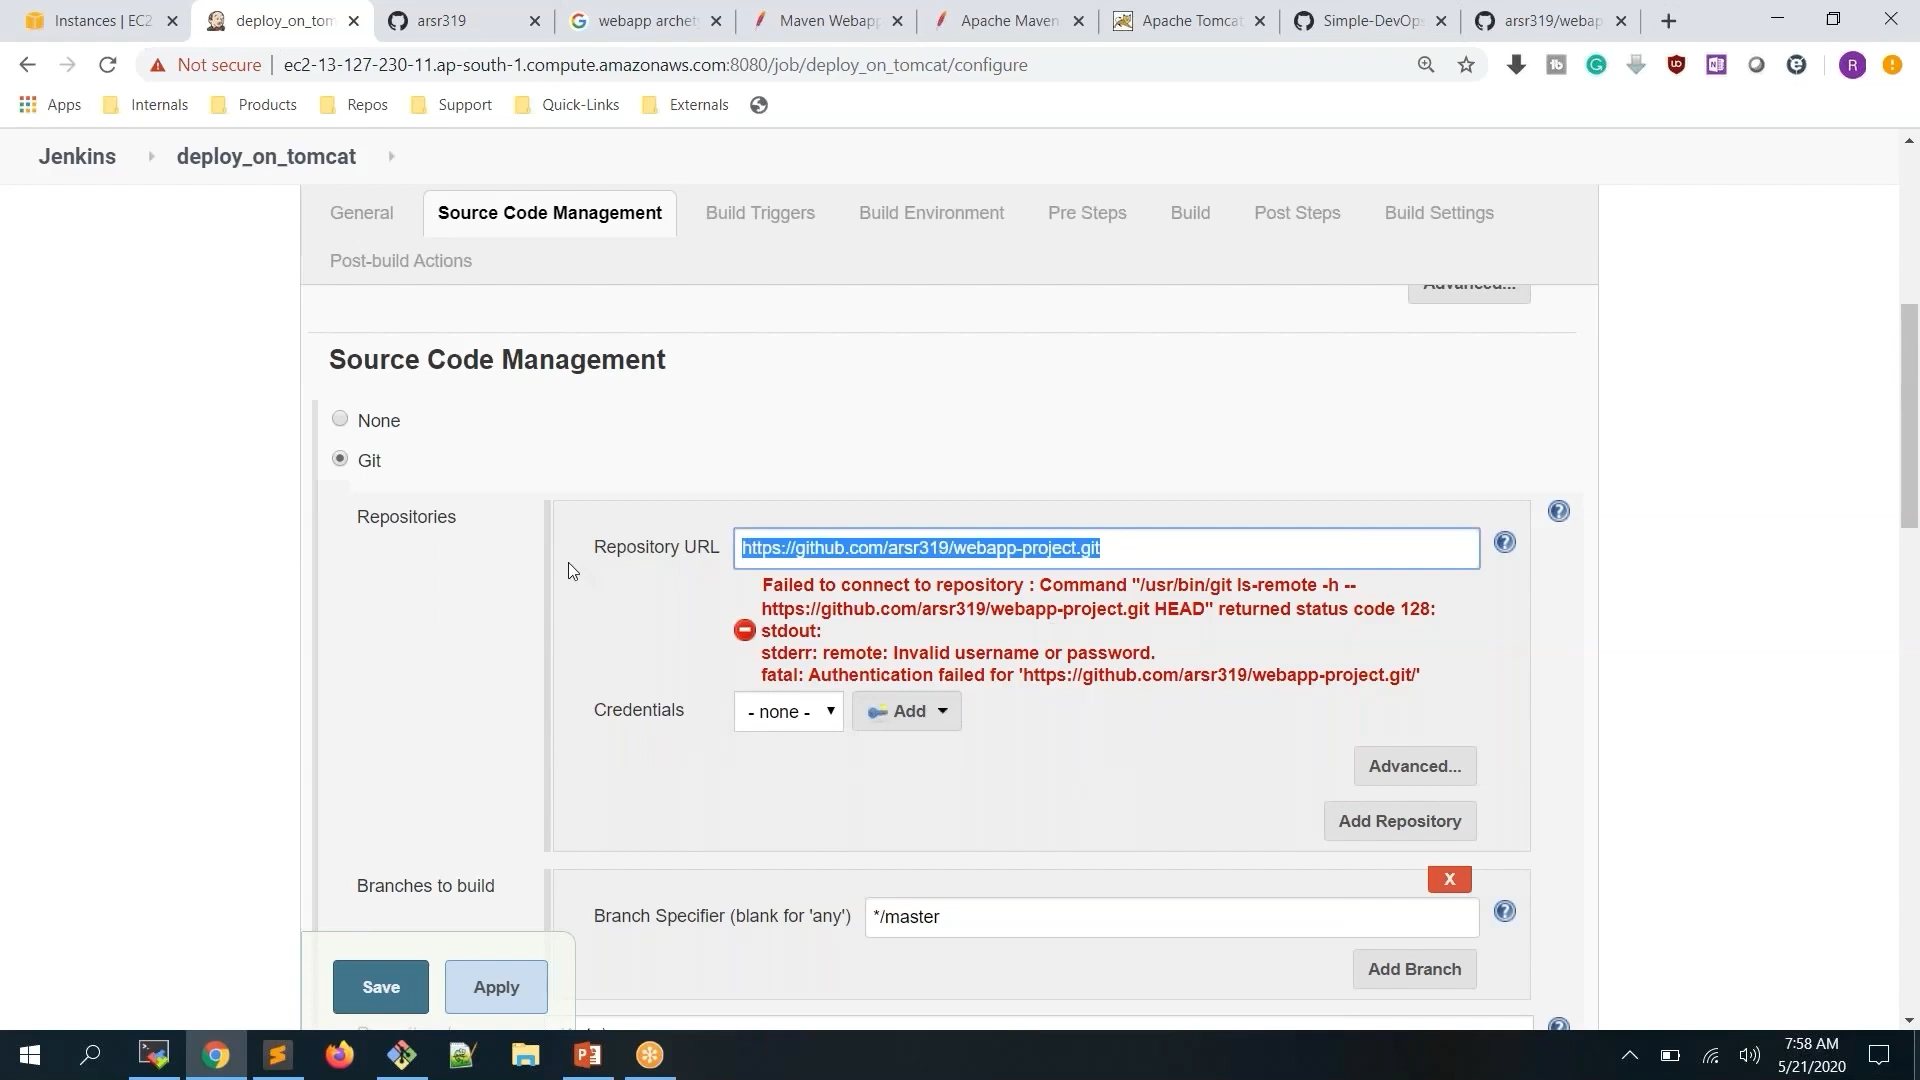 Instances | EC2
deploy_on_tom
arsr319
webapp archet
Maven Webapp
Apache Maven
Apache Tomcat
Simple-DevOps
arsr319/webap
Not secure
ec2-13-127-230-11.ap-south-1.compute.amazonaws.com:8080/job/deploy_on_tomcat/configure
R
Apps
Internals
Products
Repos
Support
Quick-Links
Externals
Jenkins
deploy_on_tomcat
General
Source Code Management
Build Triggers
Build Environment
Pre Steps
Build
Post Steps
Build Settings
Post-build Actions
Advanced...
Source Code Management
None
Git
Repositories
Repository URL
https://github.com/arsr319/webapp-project.git
Failed to connect to repository : Command "/usr/bin/git ls-remote -h --
https://github.com/arsr319/webapp-project.git HEAD" returned status code 128:
stdout:
stderr: remote: Invalid username or password.
fatal: Authentication failed for 'https://github.com/arsr319/webapp-project.git/'
Credentials
- none -
Add
Advanced...
Add Repository
Branches to build
X
Branch Specifier (blank for 'any')
*/master
Add Branch
Save
Apply
7:58 AM
5/21/2020